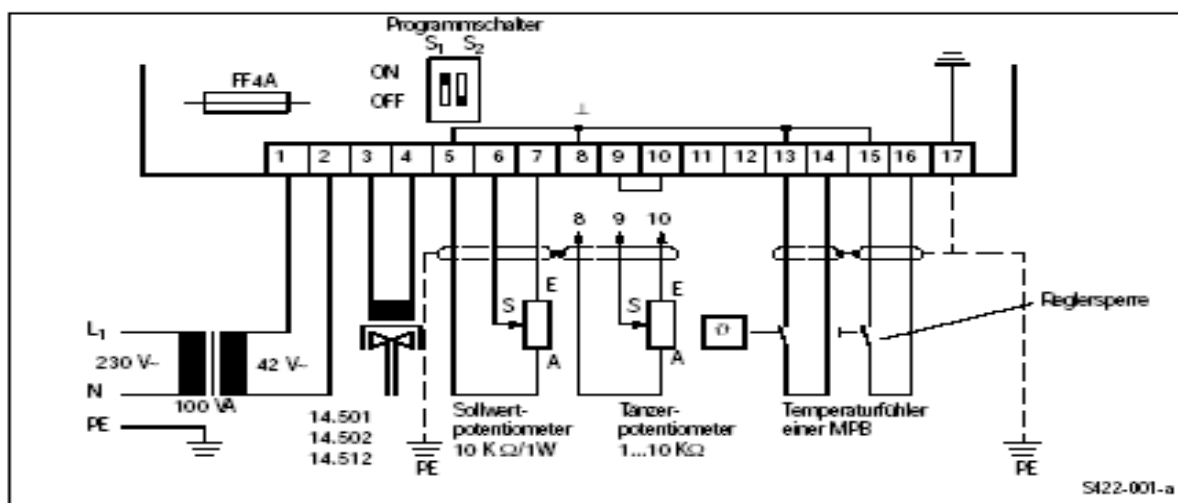 Programmschalter
S1 S2
FF4A
ON
OFF
⊥
1 2 3 4 5 6 7 8 9 10 11 12 13 14 15 16 17
8 9 10
E E
S S
A A
ϑ
Reglersperre
L1
230 V~ 42 V~
N
100 VA
PE
14.501
14.502
14.512
PE
Sollwert-
potentiometer
10 K Ω/1W
Tänzer-
potentiometer
1...10 KΩ
Temperaturfühler
einer MPB
PE
S422-001-a